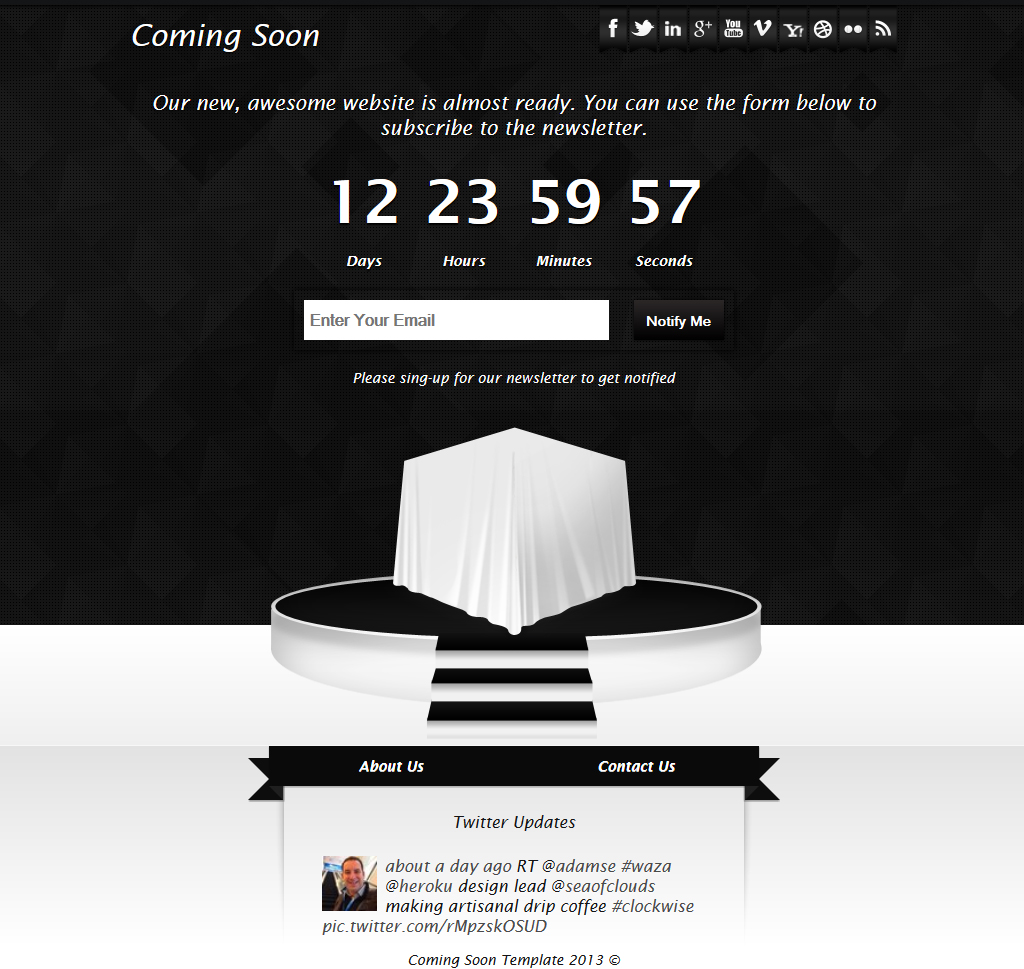 Coming Soon
f in g+ You Tube V Y!
Our new, awesome website is almost ready. You can use the form below to
subscribe to the newsletter.
12 23 59 57
Days Hours Minutes Seconds
Enter Your Email Notify Me
Please sing-up for our newsletter to get notified
About Us Contact Us
Twitter Updates
about a day ago RT @adamse #waza
@heroku design lead @seaofclouds
making artisanal drip coffee #clockwise
pic.twitter.com/rMpzskOSUD
Coming Soon Template 2013 ©